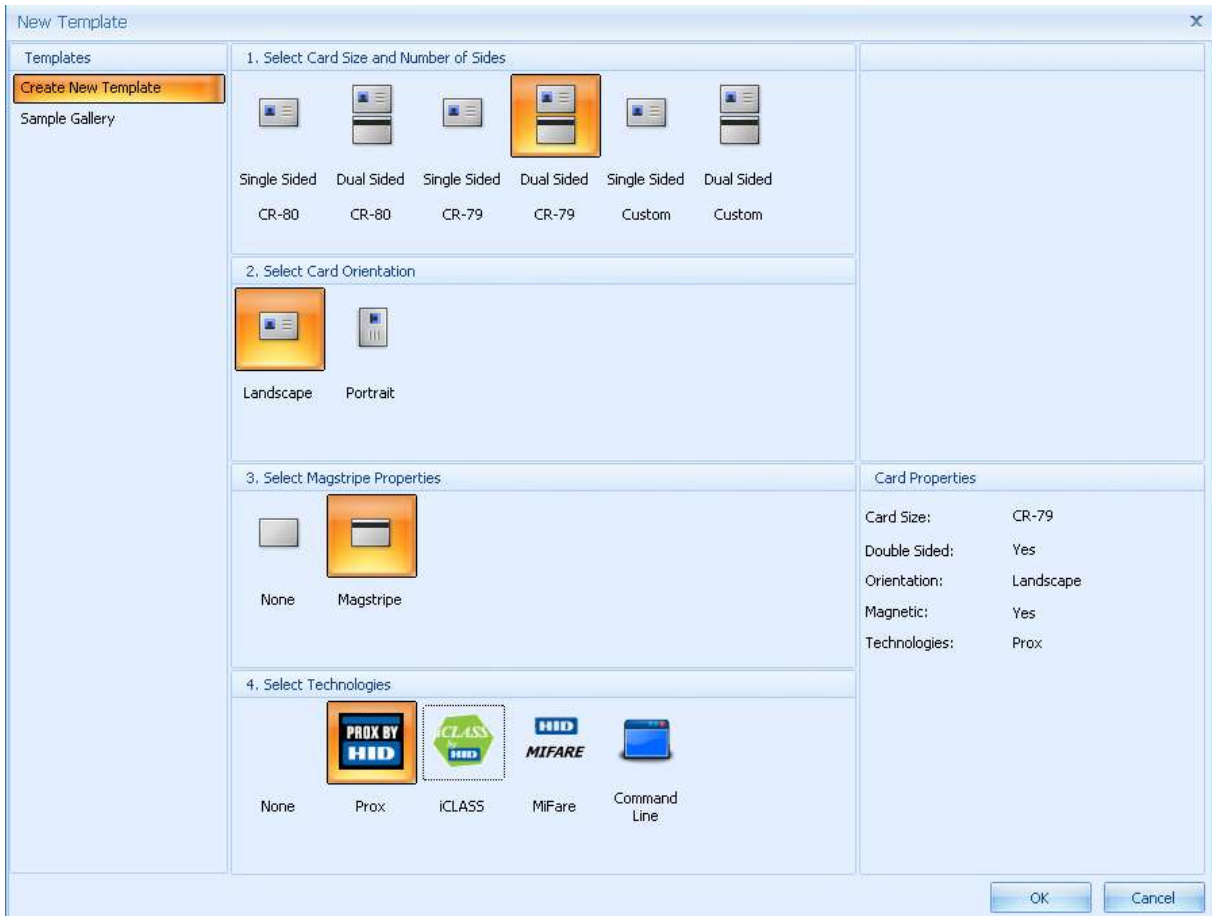 New Template
x
Templates
Create New Template
Sample Gallery
1. Select Card Size and Number of Sides
Single Sided Dual Sided Single Sided Dual Sided Single Sided Dual Sided
CR-80 CR-80 CR-79 CR-79 Custom Custom
2. Select Card Orientation
Landscape Portrait
3. Select Magstripe Properties
None Magstripe
4. Select Technologies
PROX BY
HID
iCLASS
by
HID
HID
MIFARE
None Prox iCLASS MiFare Command
Line
Card Properties
Card Size: CR-79
Double Sided: Yes
Orientation: Landscape
Magnetic: Yes
Technologies: Prox
OK Cancel